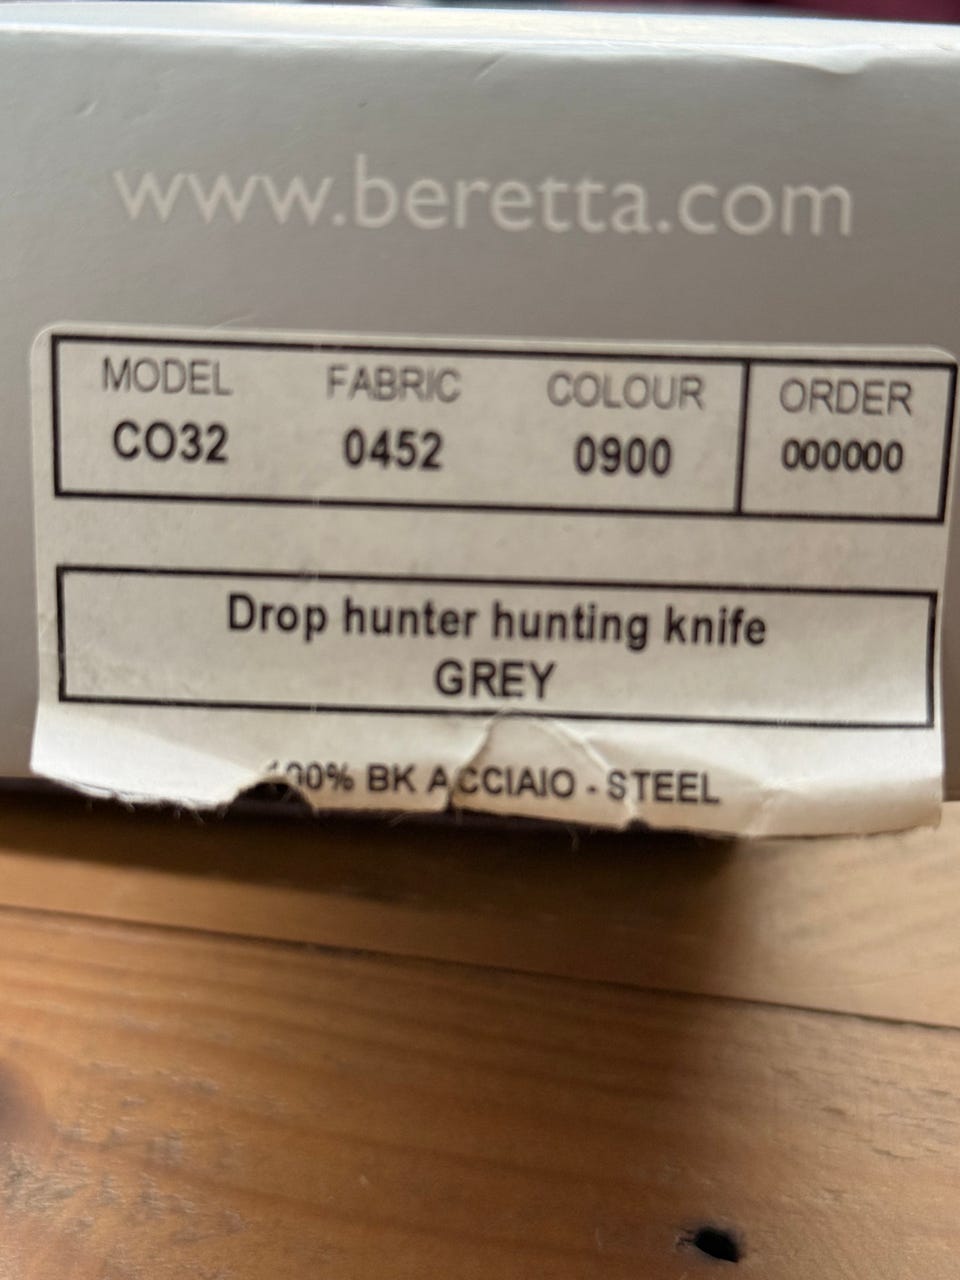 www.beretta.com
MODEL FABRIC COLOUR ORDER
CO32 0452 0900 000000
Drop hunter hunting knife
GREY
100% BK ACCIAIO - STEEL